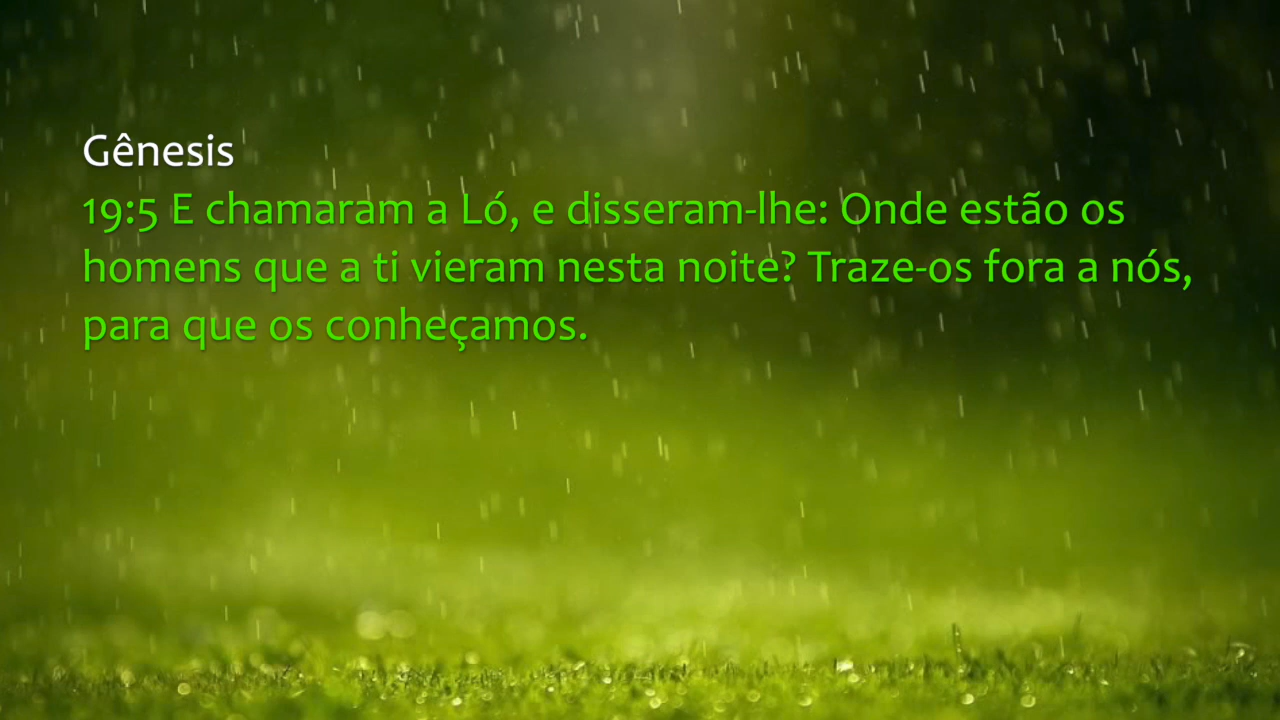 Gênesis
19:5 E chamaram a Ló, e disseram-lhe: Onde estão os
homens que a ti vieram nesta noite? Traze-os fora a nós,
para que os conheçamos.